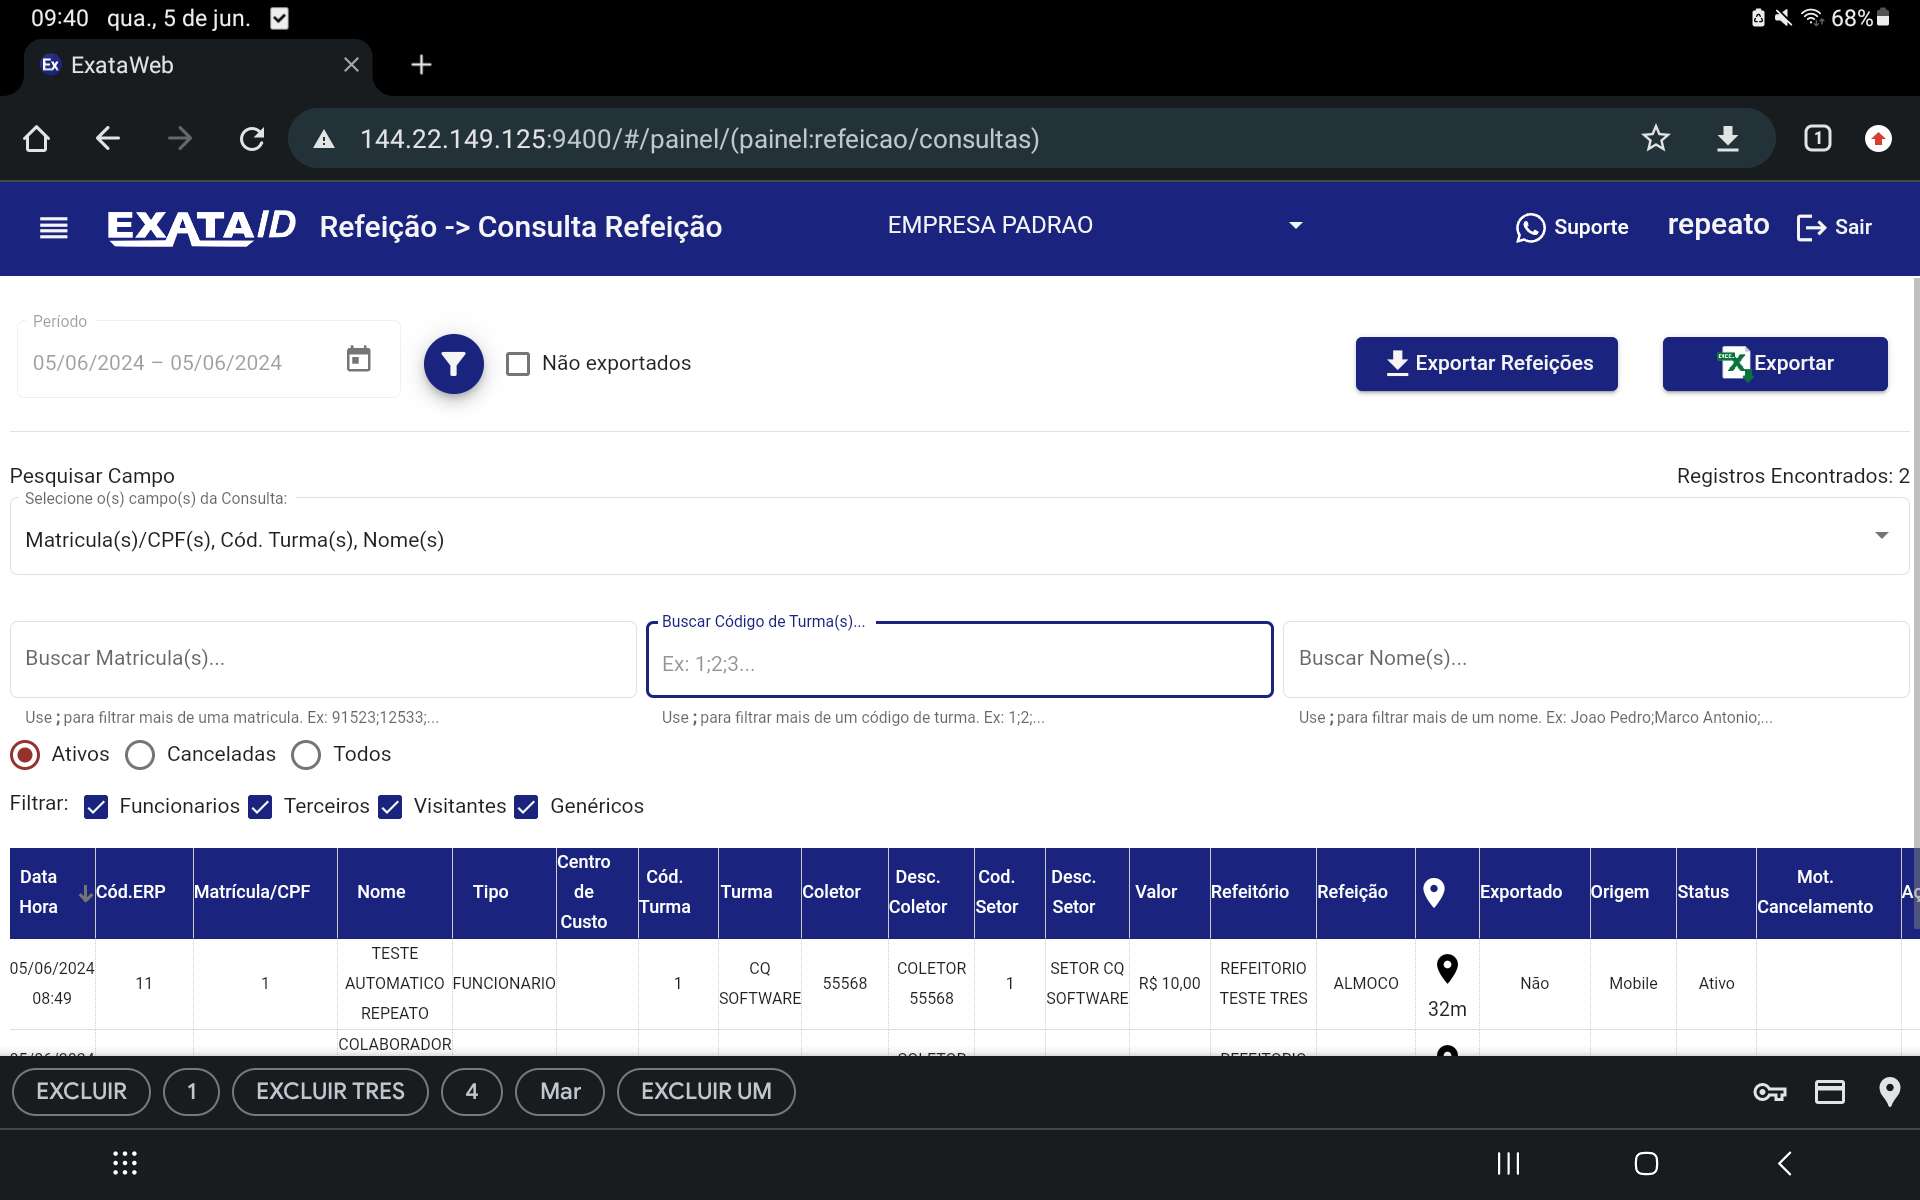 09:40 qua., 5 de jun. 68%
Ex ExataWeb
144.22.149.125:9400/#/painel/(painel:refeicao/consultas) 1
EXATA/D Refeição -> Consulta Refeição EMPRESA PADRAO Suporte repeato Sair
Período
05/06/2024 – 05/06/2024 Não exportados Exportar Refeições Exportar
Pesquisar Campo Registros Encontrados: 2
Selecione o(s) campo(s) da Consulta:
Matricula(s)/CPF(s), Cód. Turma(s), Nome(s)
Buscar Código de Turma(s)...
Buscar Matricula(s)... Ex: 1;2;3... Buscar Nome(s)...
Use ; para filtrar mais de uma matricula. Ex: 91523;12533;... Use ; para filtrar mais de um código de turma. Ex: 1;2;... Use ; para filtrar mais de um nome. Ex: Joao Pedro;Marco Antonio;...
Ativos Canceladas Todos
Filtrar: Funcionarios Terceiros Visitantes Genéricos
Data Hora Cód.ERP Matrícula/CPF Nome Tipo Centro de Custo Cód. Turma Turma Coletor Desc. Coletor Cod. Setor Desc. Setor Valor Refeitório Refeição Exportado Origem Status Mot. Cancelamento
05/06/2024 08:49 11 1 TESTE AUTOMATICO REPEATO FUNCIONARIO 1 CQ SOFTWARE 55568 COLETOR 55568 1 SETOR CQ SOFTWARE R$ 10,00 REFEITORIO TESTE TRES ALMOCO 32m Não Mobile Ativo
COLABORADOR
EXCLUIR 1 EXCLUIR TRES 4 Mar EXCLUIR UM